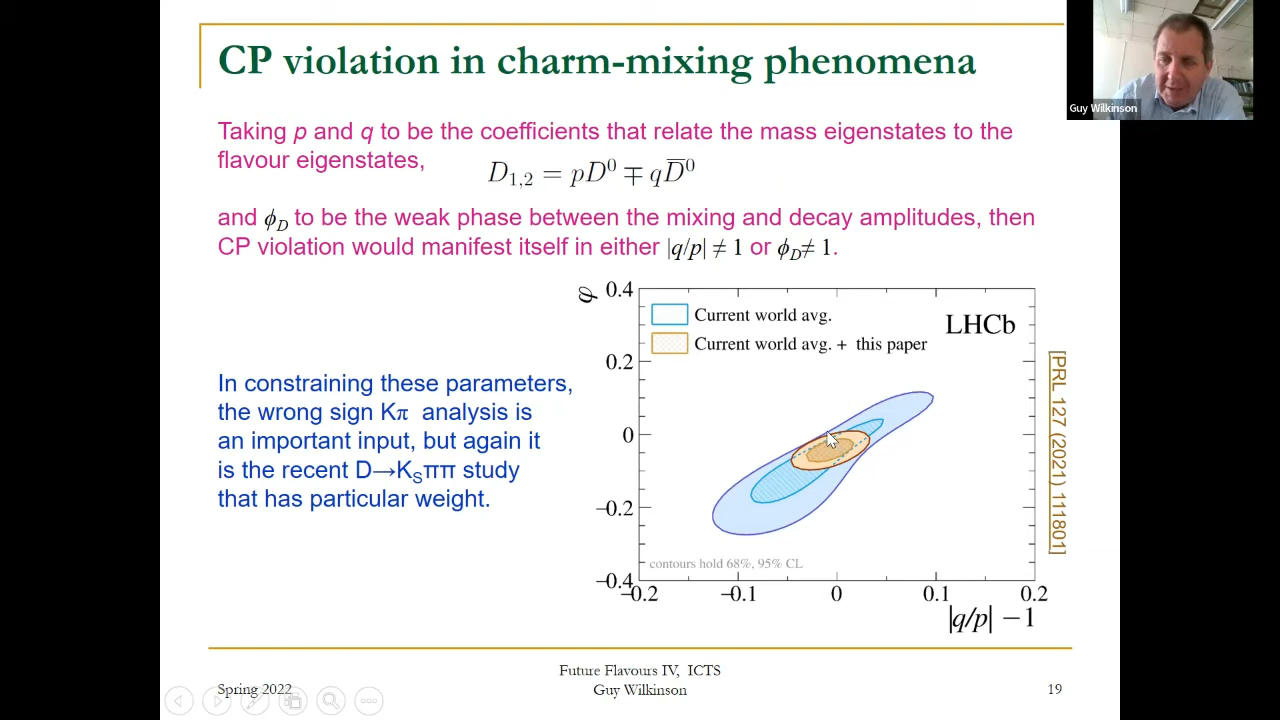 CP violation in charm-mixing phenomena
Guy Wilkinson
Taking p and q to be the coefficients that relate the mass eigenstates to the
flavour eigenstates,
D₁,₂ = pD⁰ ∓ qD̅⁰
and ϕ_D to be the weak phase between the mixing and decay amplitudes, then
CP violation would manifest itself in either |q/p| ≠ 1 or ϕ_D ≠ 1.
In constraining these parameters,
the wrong sign Kπ analysis is
an important input, but again it
is the recent D→K_Sππ study
that has particular weight.
φ
0.4
0.2
0
−0.2
−0.4
Current world avg.
Current world avg. + this paper
LHCb
contours hold 68%, 95% CL
−0.2 −0.1 0 0.1 0.2
|q/p| −1
[PRL 127 (2021) 111801]
Spring 2022
Future Flavours IV, ICTS
Guy Wilkinson
19